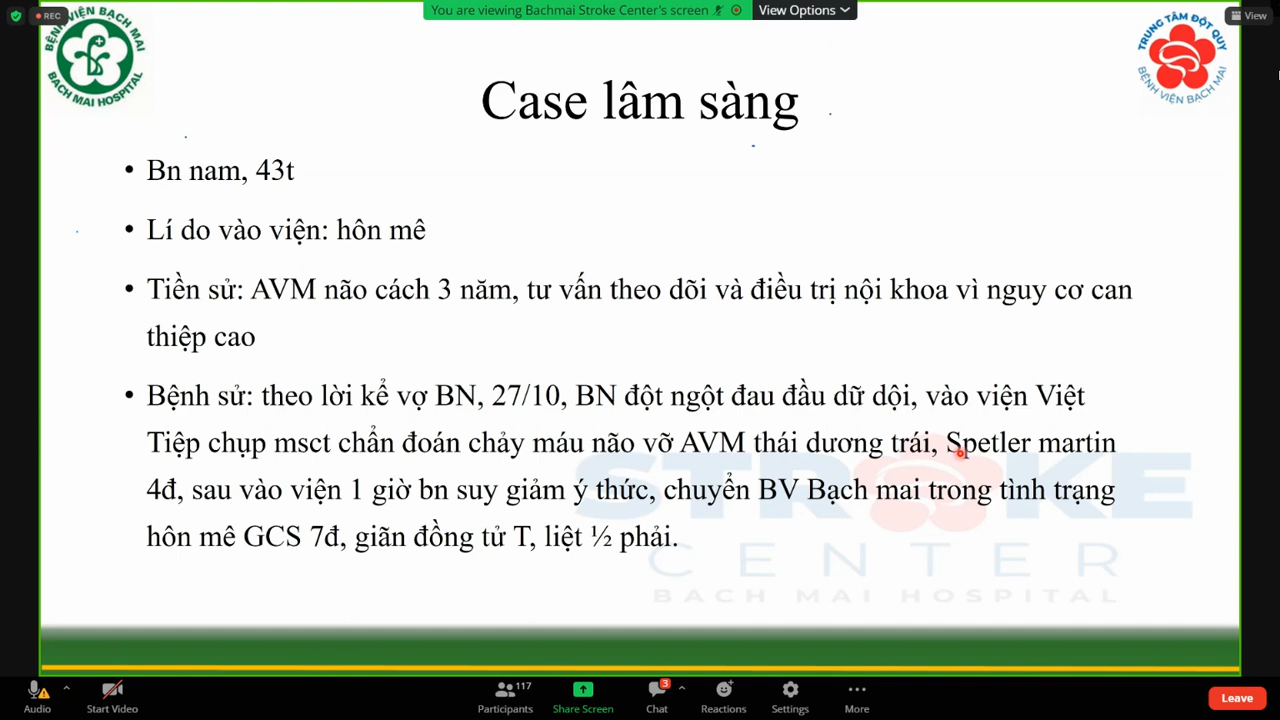 REC
You are viewing Bachmai Stroke Center's screen
View Options
View
BỆNH VIỆN BẠCH MAI
BACH MAI HOSPITAL
TRUNG TÂM ĐỘT QUỴ
BỆNH VIỆN BẠCH MAI
Case lâm sàng
• Bn nam, 43t
• Lí do vào viện: hôn mê
• Tiền sử: AVM não cách 3 năm, tư vấn theo dõi và điều trị nội khoa vì nguy cơ can
thiệp cao
• Bệnh sử: theo lời kể vợ BN, 27/10, BN đột ngột đau đầu dữ dội, vào viện Việt
Tiệp chụp msct chẩn đoán chảy máu não vỡ AVM thái dương trái, Spetler martin
4đ, sau vào viện 1 giờ bn suy giảm ý thức, chuyển BV Bạch mai trong tình trạng
hôn mê GCS 7đ, giãn đồng tử T, liệt ½ phải.
STROKE
CENTER
BACH MAI HOSPITAL
117
3
Audio
Start Video
Participants
Share Screen
Chat
Reactions
Settings
More
Leave